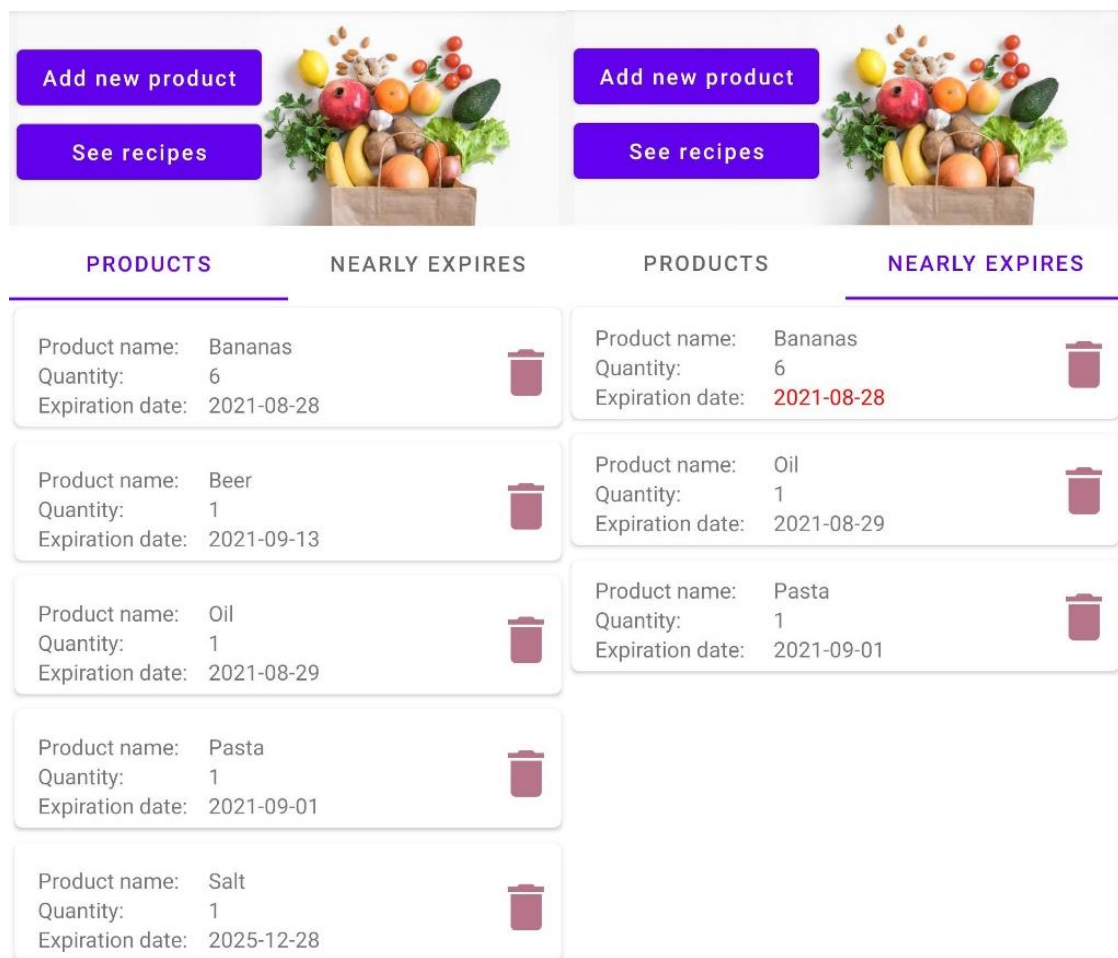 Add new product
See recipes
PRODUCTS NEARLY EXPIRES
Product name: Bananas
Quantity: 6
Expiration date: 2021-08-28
Product name: Beer
Quantity: 1
Expiration date: 2021-09-13
Product name: Oil
Quantity: 1
Expiration date: 2021-08-29
Product name: Pasta
Quantity: 1
Expiration date: 2021-09-01
Product name: Salt
Quantity: 1
Expiration date: 2025-12-28
Add new product
See recipes
PRODUCTS NEARLY EXPIRES
Product name: Bananas
Quantity: 6
Expiration date: 2021-08-28
Product name: Oil
Quantity: 1
Expiration date: 2021-08-29
Product name: Pasta
Quantity: 1
Expiration date: 2021-09-01